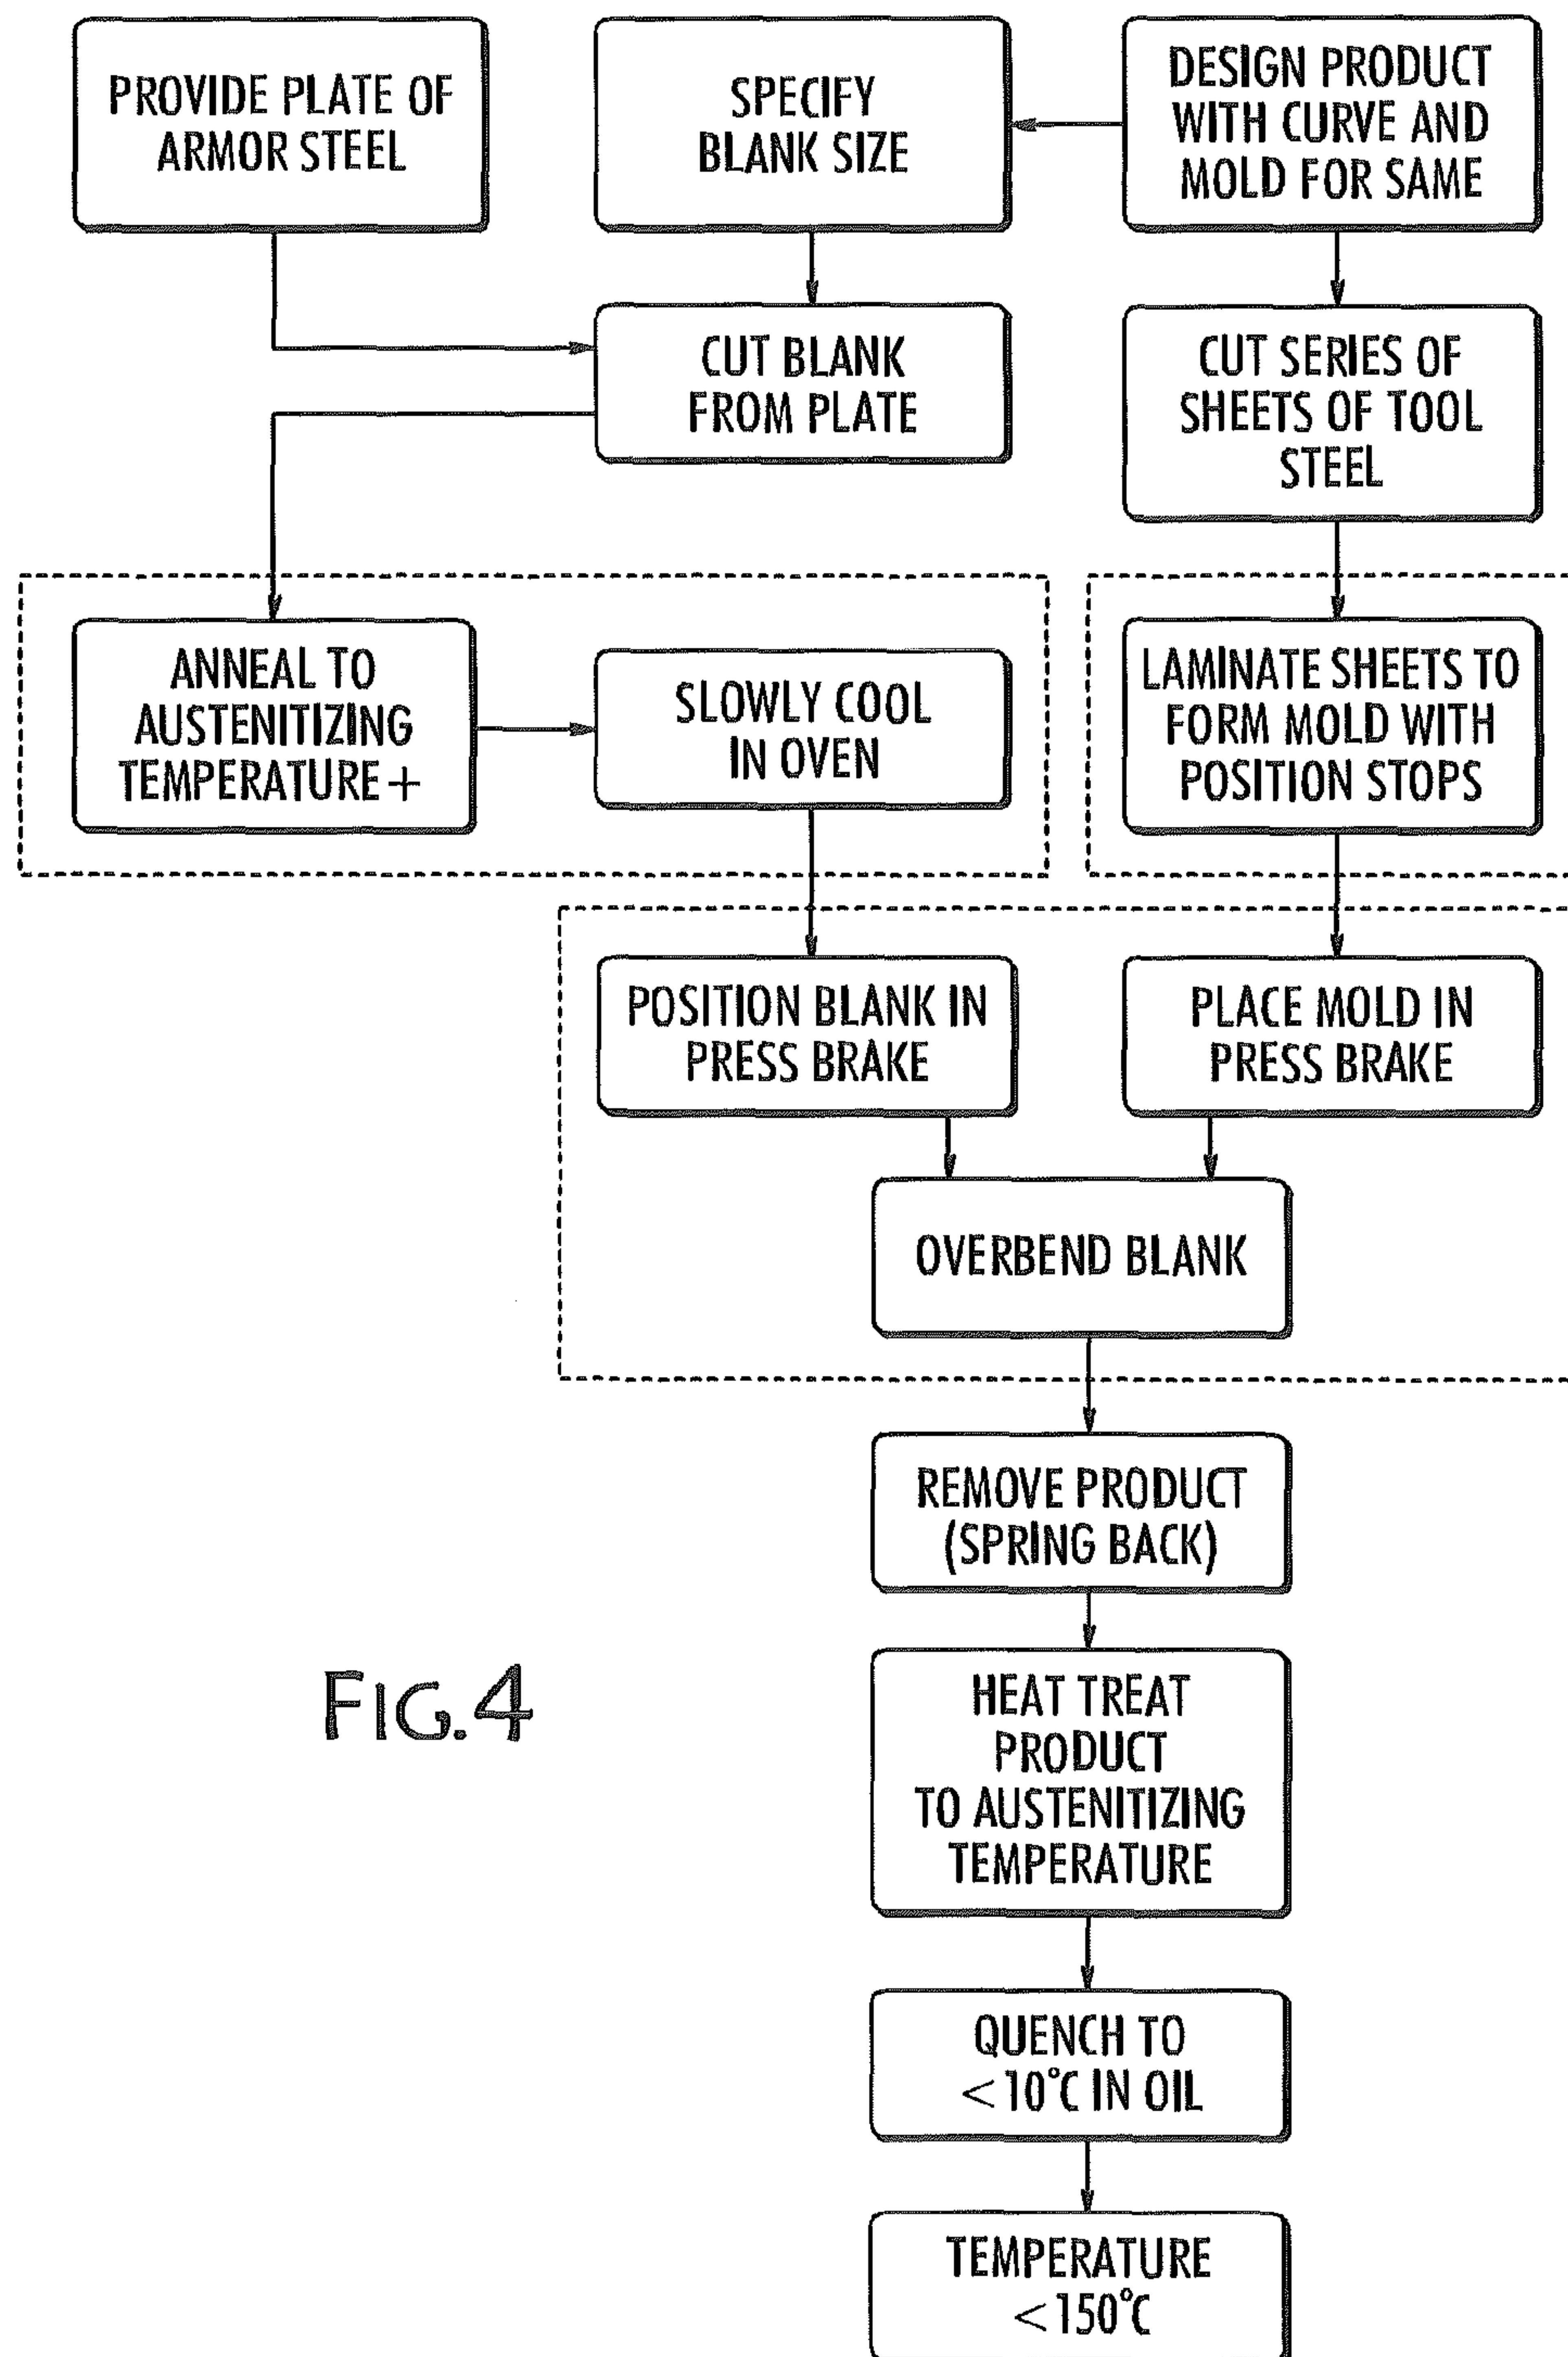 PROVIDE PLATE OF
ARMOR STEEL
SPECIFY
BLANK SIZE
DESIGN PRODUCT
WITH CURVE AND
MOLD FOR SAME
CUT BLANK
FROM PLATE
CUT SERIES OF
SHEETS OF TOOL
STEEL
ANNEAL TO
AUSTENITIZING
TEMPERATURE+
SLOWLY COOL
IN OVEN
LAMINATE SHEETS TO
FORM MOLD WITH
POSITION STOPS
POSITION BLANK IN
PRESS BRAKE
PLACE MOLD IN
PRESS BRAKE
OVERBEND BLANK
REMOVE PRODUCT
(SPRING BACK)
HEAT TREAT
PRODUCT
TO AUSTENITIZING
TEMPERATURE
QUENCH TO
<10°C IN OIL
TEMPERATURE
<150°C
FIG.4